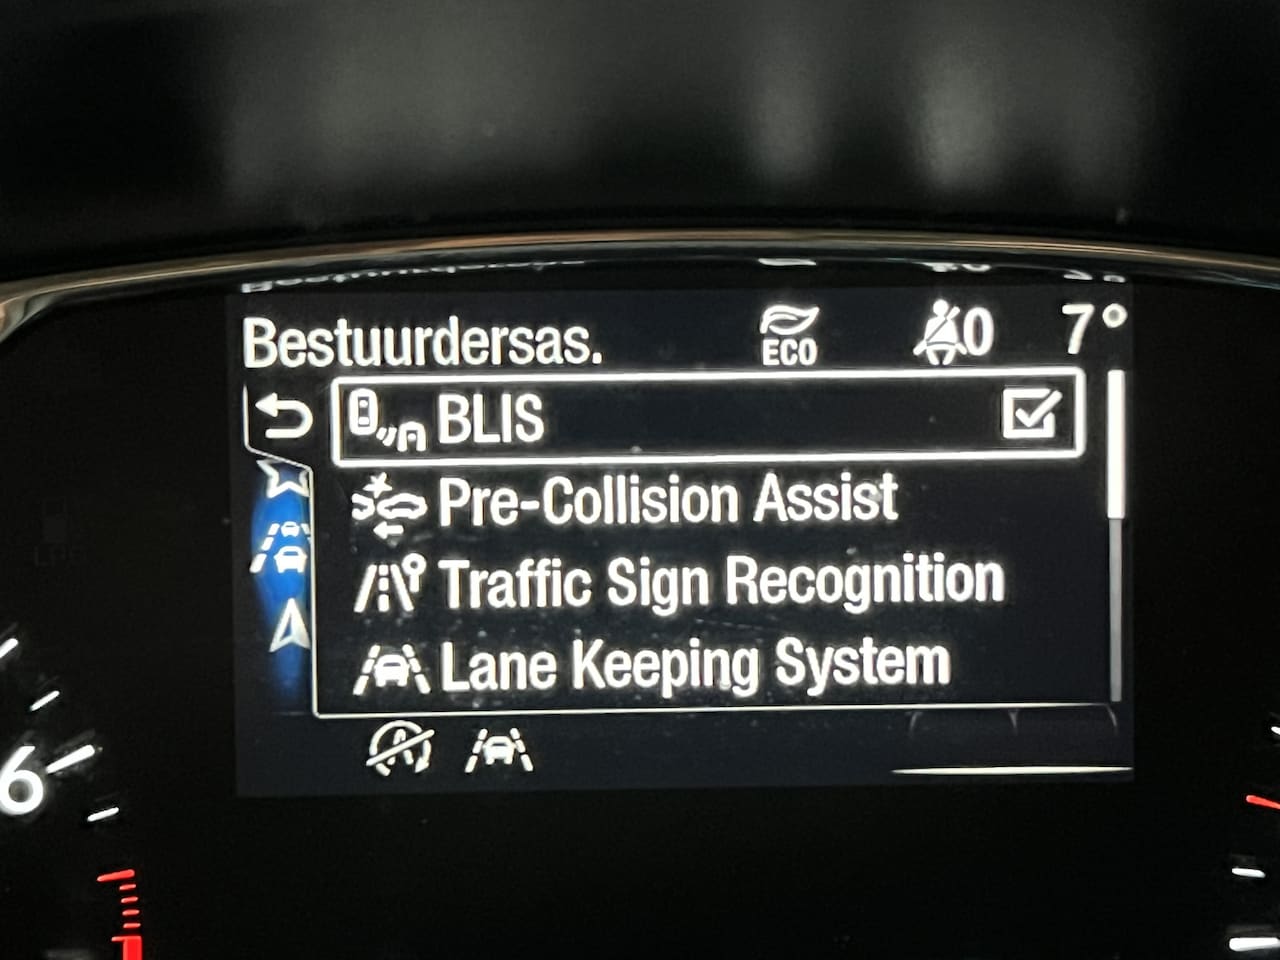 Bestuurdersas.
ECO
0
7°
BLIS
Pre-Collision Assist
Traffic Sign Recognition
Lane Keeping System
6